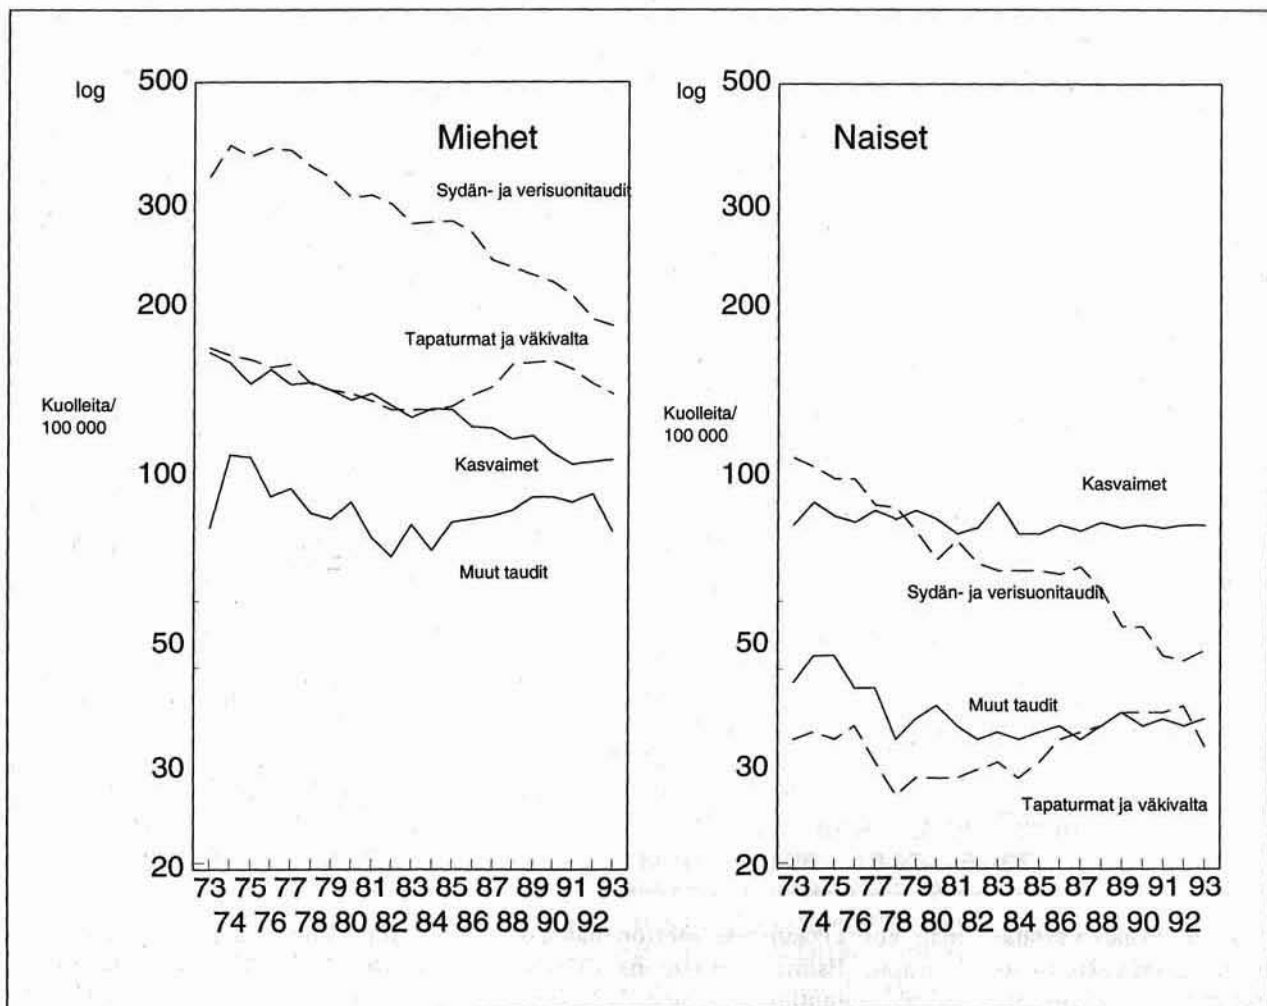 log
500
Miehet
Sydän- ja verisuonitaudit
300
200
Tapaturmat ja väkivalta
Kuolleita/
100 000
Kasvaimet
100
Muut taudit
50
30
20
73 75 77 79 81 83 85 87 89 91 93
74 76 78 80 82 84 86 88 90 92
log
500
Naiset
300
200
Kuolleita/
100 000
100
Kasvaimet
Sydän- ja verisuonitaudit
50
Muut taudit
30
Tapaturmat ja väkivalta
20
73 75 77 79 81 83 85 87 89 91 93
74 76 78 80 82 84 86 88 90 92